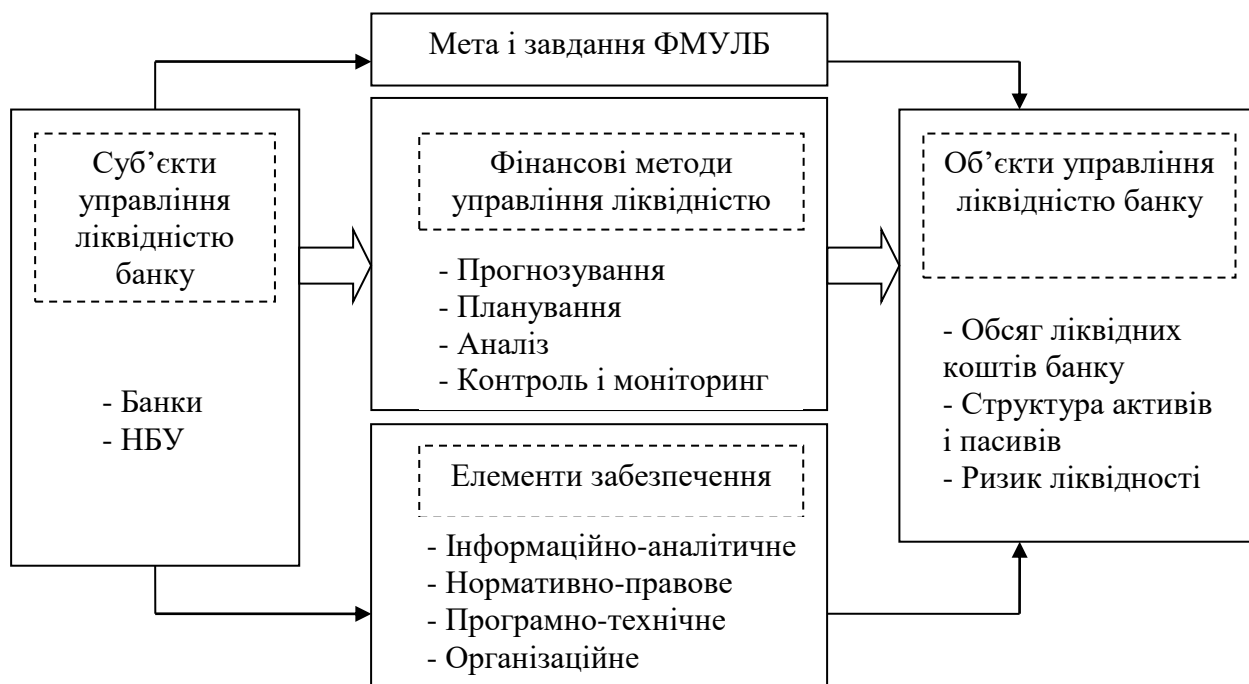 Мета і завдання ФМУЛБ
Суб’єкти
управління
ліквідністю
банку
- Банки
- НБУ
Фінансові методи
управління ліквідністю
- Прогнозування
- Планування
- Аналіз
- Контроль і моніторинг
Елементи забезпечення
- Інформаційно-аналітичне
- Нормативно-правове
- Програмно-технічне
- Організаційне
Об’єкти управління
ліквідністю банку
- Обсяг ліквідних
коштів банку
- Структура активів
і пасивів
- Ризик ліквідності